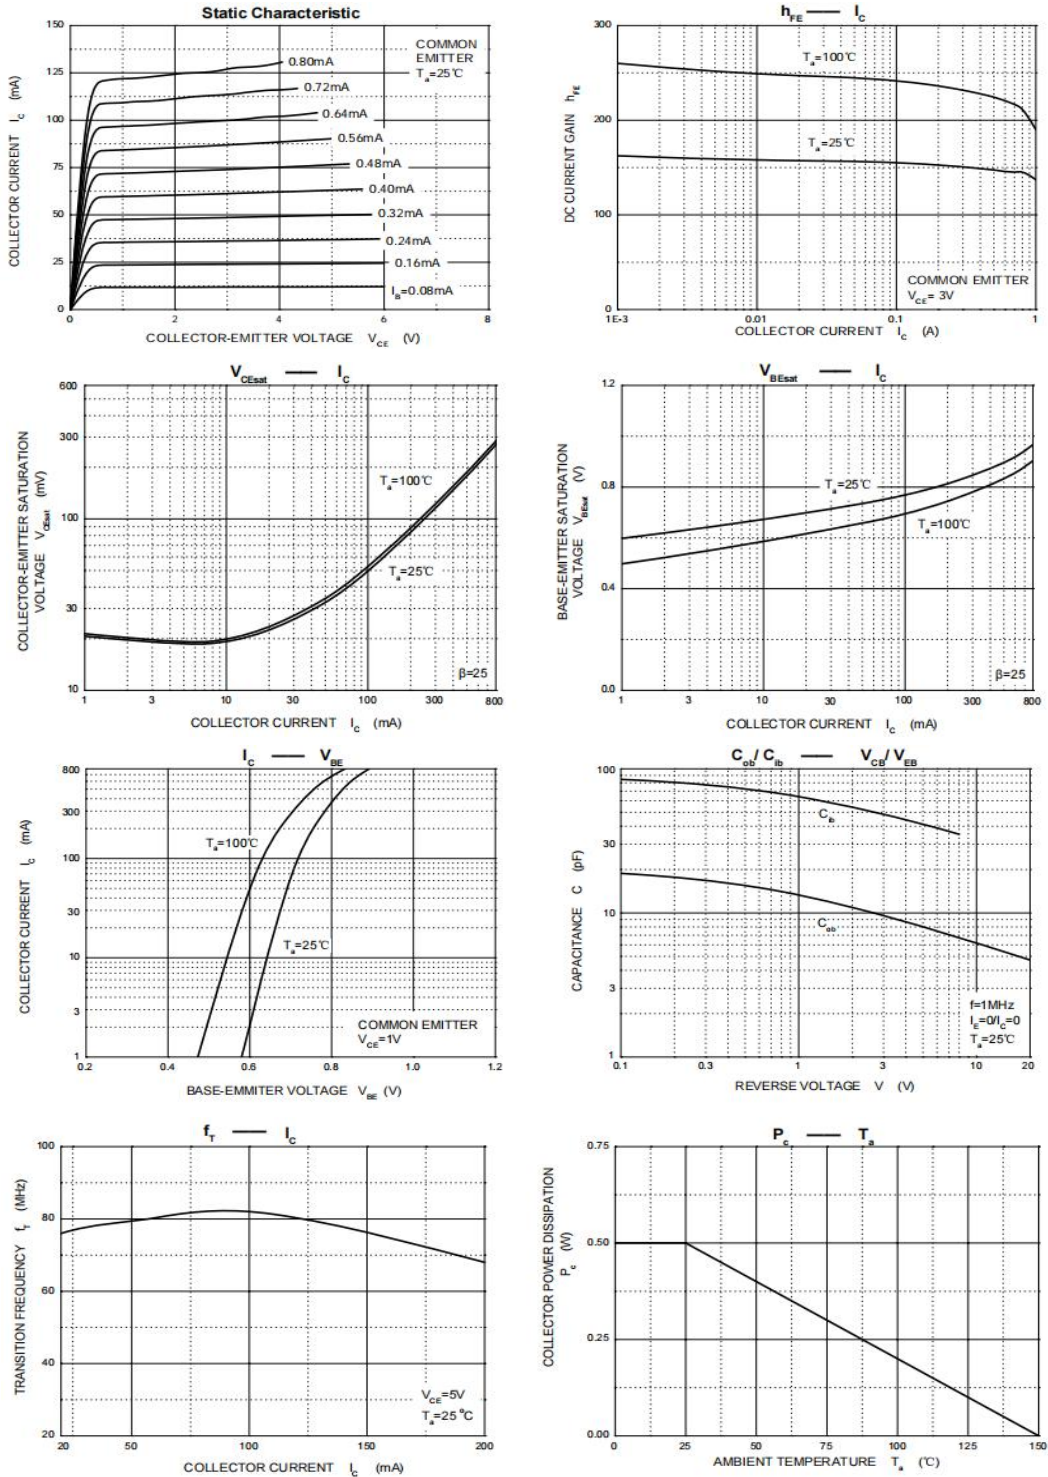 Static Characteristic
COLLECTOR CURRENT I_C (mA)
150
125
100
75
50
25
0
COMMON
EMITTER
T_a=25℃
0.80mA
0.72mA
0.64mA
0.56mA
0.48mA
0.40mA
0.32mA
0.24mA
0.16mA
I_B=0.08mA
0 2 4 6 8
COLLECTOR-EMITTER VOLTAGE V_CE (V)
h_FE —— I_C
DC CURRENT GAIN h_FE
300
200
100
0
T_a=100℃
T_a=25℃
COMMON EMITTER
V_CE= 3V
1E-3 0.01 0.1 1
COLLECTOR CURRENT I_C (A)
V_CEsat —— I_C
COLLECTOR-EMITTER SATURATION
VOLTAGE V_CEsat (mV)
600
300
100
30
10
T_a=100℃
T_a=25℃
β=25
1 3 10 30 100 300 800
COLLECTOR CURRENT I_C (mA)
V_BEsat —— I_C
BASE-EMITTER SATURATION
VOLTAGE V_BEsat (V)
1.2
0.8
0.4
0.0
T_a=25℃
T_a=100℃
β=25
1 3 10 30 100 300 800
COLLECTOR CURRENT I_C (mA)
I_C —— V_BE
COLLECTOR CURRENT I_C (mA)
800
300
100
30
10
3
1
T_a=100℃
T_a=25℃
COMMON EMITTER
V_CE=1V
0.2 0.4 0.6 0.8 1.0 1.2
BASE-EMMITER VOLTAGE V_BE (V)
C_ob/ C_ib —— V_CB/ V_EB
CAPACITANCE C (pF)
100
30
10
3
1
C_ib
C_ob
f=1MHz
I_E=0/I_C=0
T_a=25℃
0.1 0.3 1 3 10 20
REVERSE VOLTAGE V (V)
f_T —— I_C
TRANSITION FREQUENCY f_T (MHz)
100
80
60
40
20
V_CE=5V
T_a=25℃
20 50 100 150 200
COLLECTOR CURRENT I_C (mA)
P_c —— T_a
COLLECTOR POWER DISSIPATION
P_c (W)
0.75
0.50
0.25
0.00
0 25 50 75 100 125 150
AMBIENT TEMPERATURE T_a (℃)